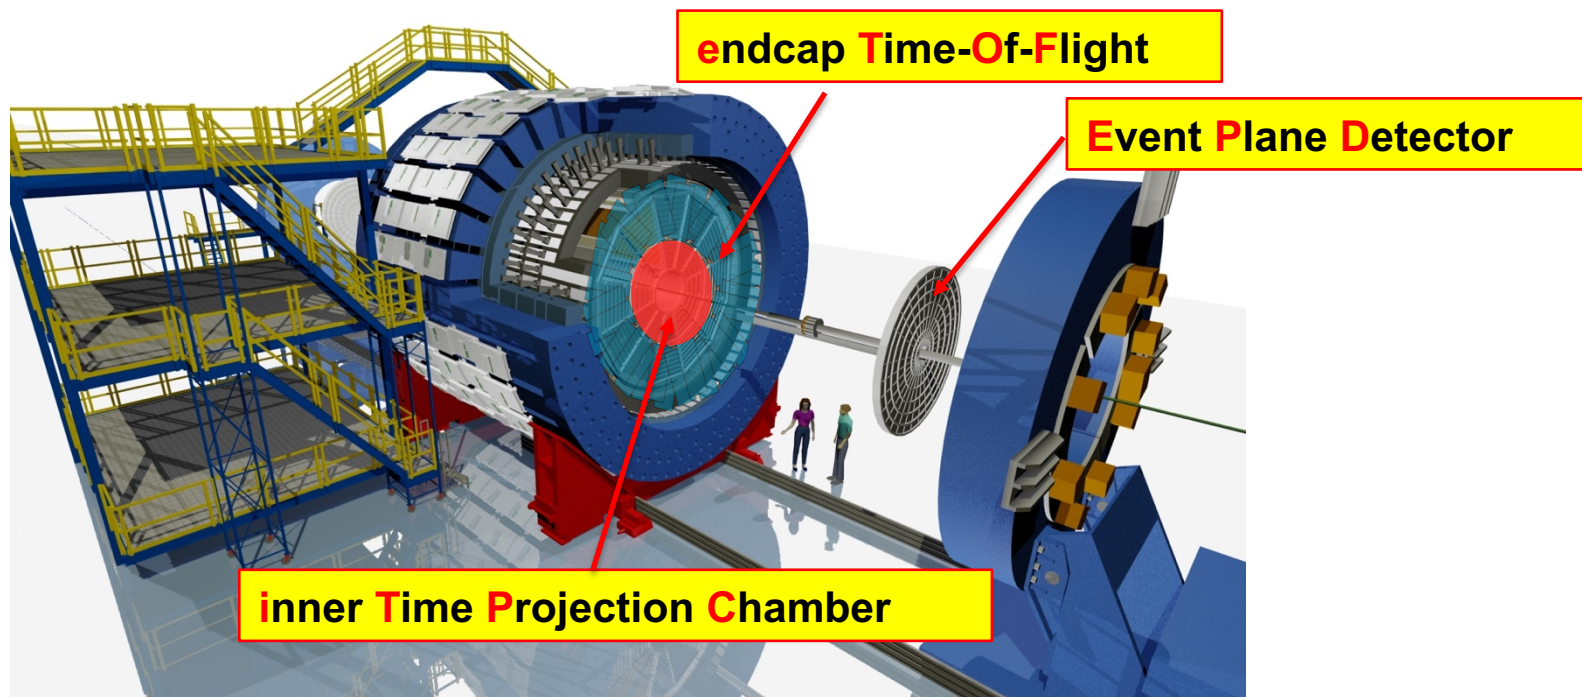 endcap Time-Of-Flight
Event Plane Detector
inner Time Projection Chamber